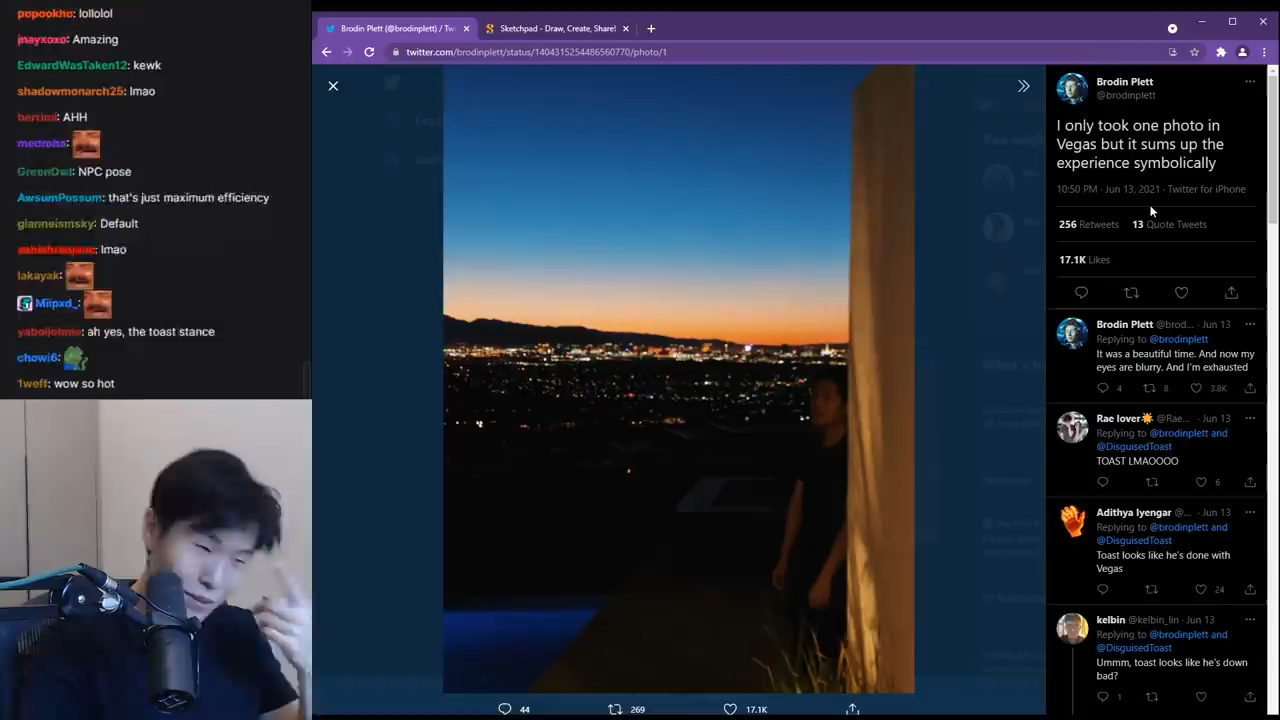 popookho: lollolol
jnayxoxo: Amazing
EdwardWasTaken12: kewk
shadowmonarch25: lmao
bercimi: AHH
medrohs:
GreenOwl: NPC pose
AwsumPossum: that's just maximum efficiency
gianneismsky: Default
lmao
lakayak:
Miipxd_:
yaboijohnie: ah yes, the toast stance
chowi6:
1weff: wow so hot
Brodin Plett (@brodinplett) / Tw
Sketchpad - Draw, Create, Share!
twitter.com/brodinplett/status/1404315254486560770/photo/1
Brodin Plett
@brodinplett
I only took one photo in
Vegas but it sums up the
experience symbolically
10:50 PM · Jun 13, 2021 · Twitter for iPhone
256 Retweets 13 Quote Tweets
17.1K Likes
Brodin Plett @brod... · Jun 13
Replying to @brodinplett
It was a beautiful time. And now my
eyes are blurry. And I'm exhausted
4 8 3.8K
Rae lover @Rae... · Jun 13
Replying to @brodinplett and
@DisguisedToast
TOAST LMAOOOO
6
Adithya Iyengar @... · Jun 13
Replying to @brodinplett and
@DisguisedToast
Toast looks like he's done with
Vegas
24
kelbin @kelbin_lin · Jun 13
Replying to @brodinplett and
@DisguisedToast
Ummm, toast looks like he's down
bad?
1
44 269 17.1K